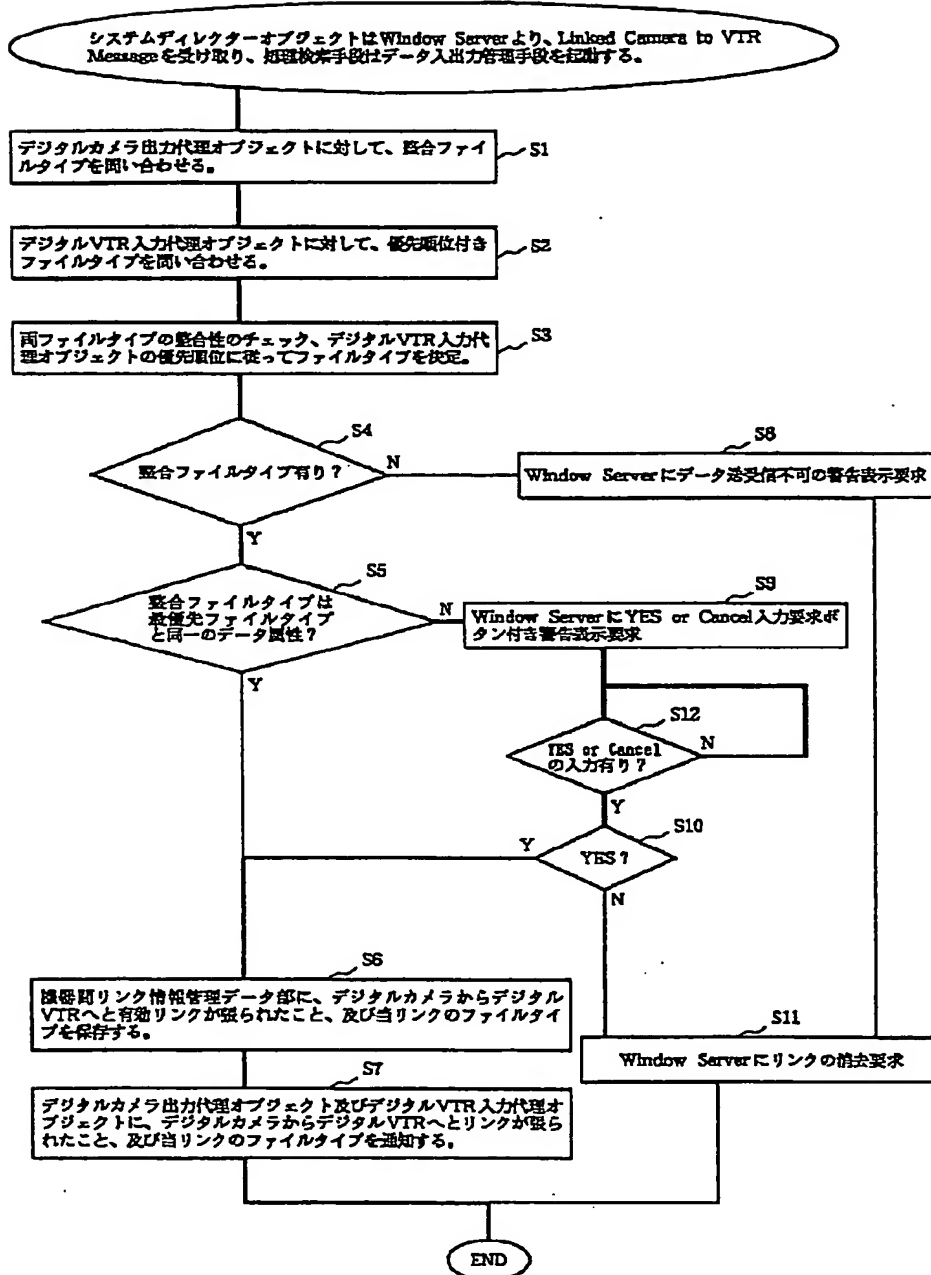 システムディレクターオブジェクトはWindow Serverより、Linked Camera to VTR
Messageを受け取り、処理検索手段はデータ入出力管理手段を起動する。
デジタルカメラ出力代理オブジェクトに対して、整合ファイ
ルタイプを問い合わせる。
S1
デジタルVTR入力代理オブジェクトに対して、優先順位付き
ファイルタイプを問い合わせる。
S2
両ファイルタイプの整合性のチェック、デジタルVTR入力代
理オブジェクトの優先順位に従ってファイルタイプを決定。
S3
S4
整合ファイルタイプ有り？
N
Y
S8
Window Serverにデータ送受信不可の警告表示要求
S5
整合ファイルタイプは
最優先ファイルタイプ
と同一のデータ属性？
N
Y
S9
Window ServerにYES or Cancel入力要求ボ
タン付き警告表示要求
S12
YES or Cancel
の入力有り？
N
Y
S10
YES？
Y
N
S6
機器間リンク情報管理データ部に、デジタルカメラからデジタル
VTRへと有効リンクが張られたこと、及び当リンクのファイルタイ
プを保存する。
S11
Window Serverにリンクの消去要求
S7
デジタルカメラ出力代理オブジェクト及びデジタルVTR入力代理オ
ブジェクトに、デジタルカメラからデジタルVTRへとリンクが張ら
れたこと、及び当リンクのファイルタイプを通知する。
END